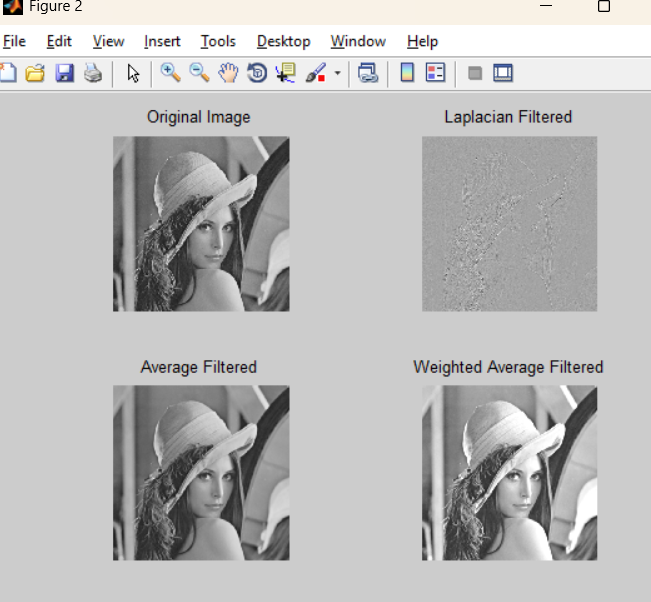 Figure 2
File Edit View Insert Tools Desktop Window Help
Original Image
Laplacian Filtered
Average Filtered
Weighted Average Filtered